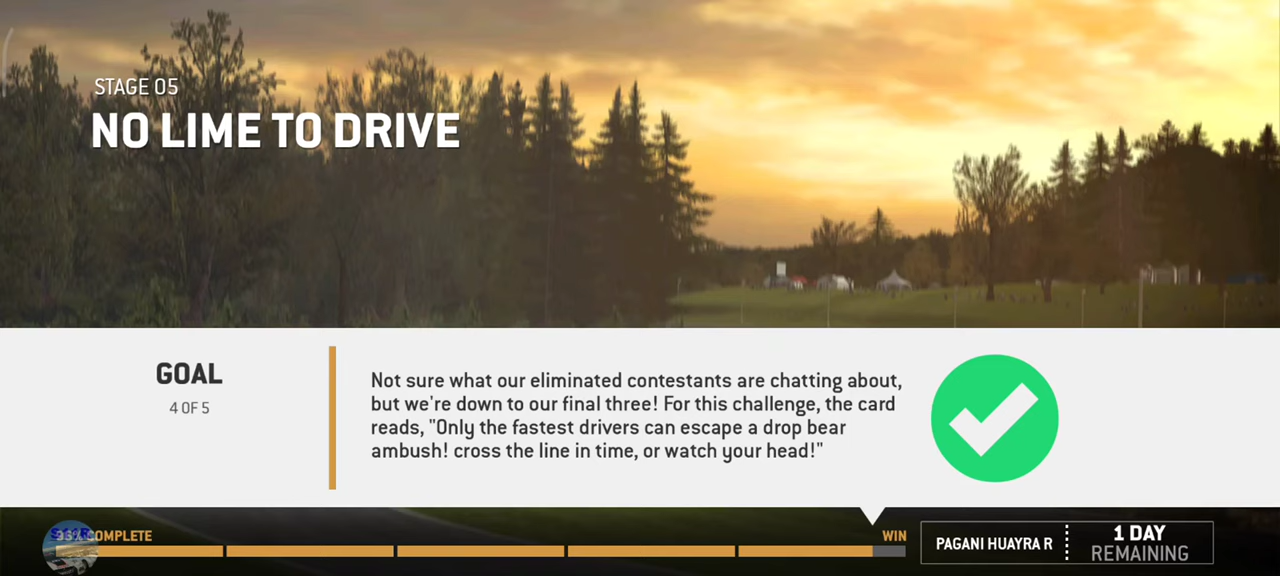 STAGE 05
NO LIME TO DRIVE
GOAL
4 OF 5
Not sure what our eliminated contestants are chatting about,
but we're down to our final three! For this challenge, the card
reads, "Only the fastest drivers can escape a drop bear
ambush! cross the line in time, or watch your head!"
COMPLETE
WIN
PAGANI HUAYRA R
1 DAY
REMAINING